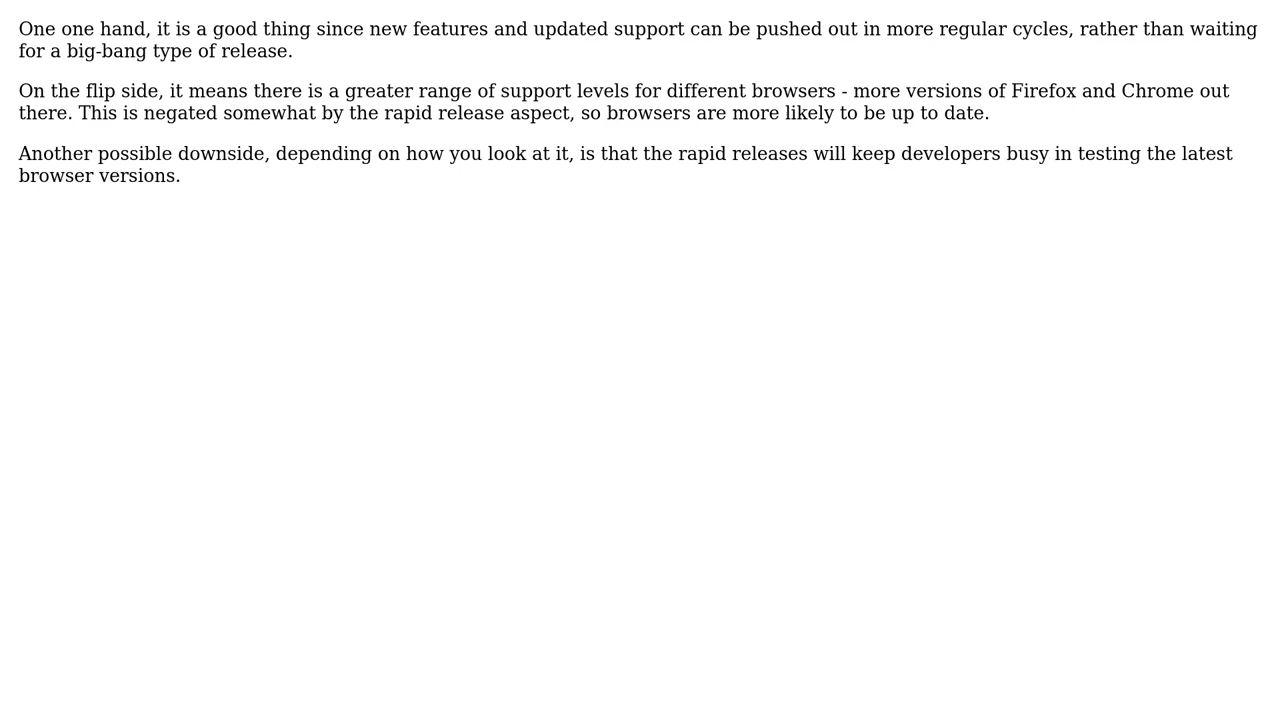 One one hand, it is a good thing since new features and updated support can be pushed out in more regular cycles, rather than waiting
for a big-bang type of release.
On the flip side, it means there is a greater range of support levels for different browsers - more versions of Firefox and Chrome out
there. This is negated somewhat by the rapid release aspect, so browsers are more likely to be up to date.
Another possible downside, depending on how you look at it, is that the rapid releases will keep developers busy in testing the latest
browser versions.